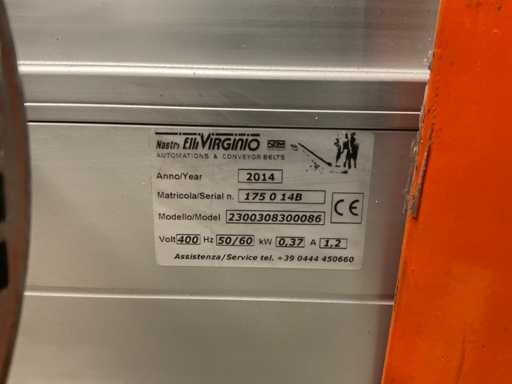 Nastri Elli VIRGINIO
AUTOMATIONS & CONVEYOR BELTS
Anno/Year 2014
Matricola/Serial n. 175 0 14B
Modello/Model 2300308300086
CE
Volt 400 Hz 50/60 kW 0,37 A 1,2
Assistenza/Service tel. +39 0444 450660